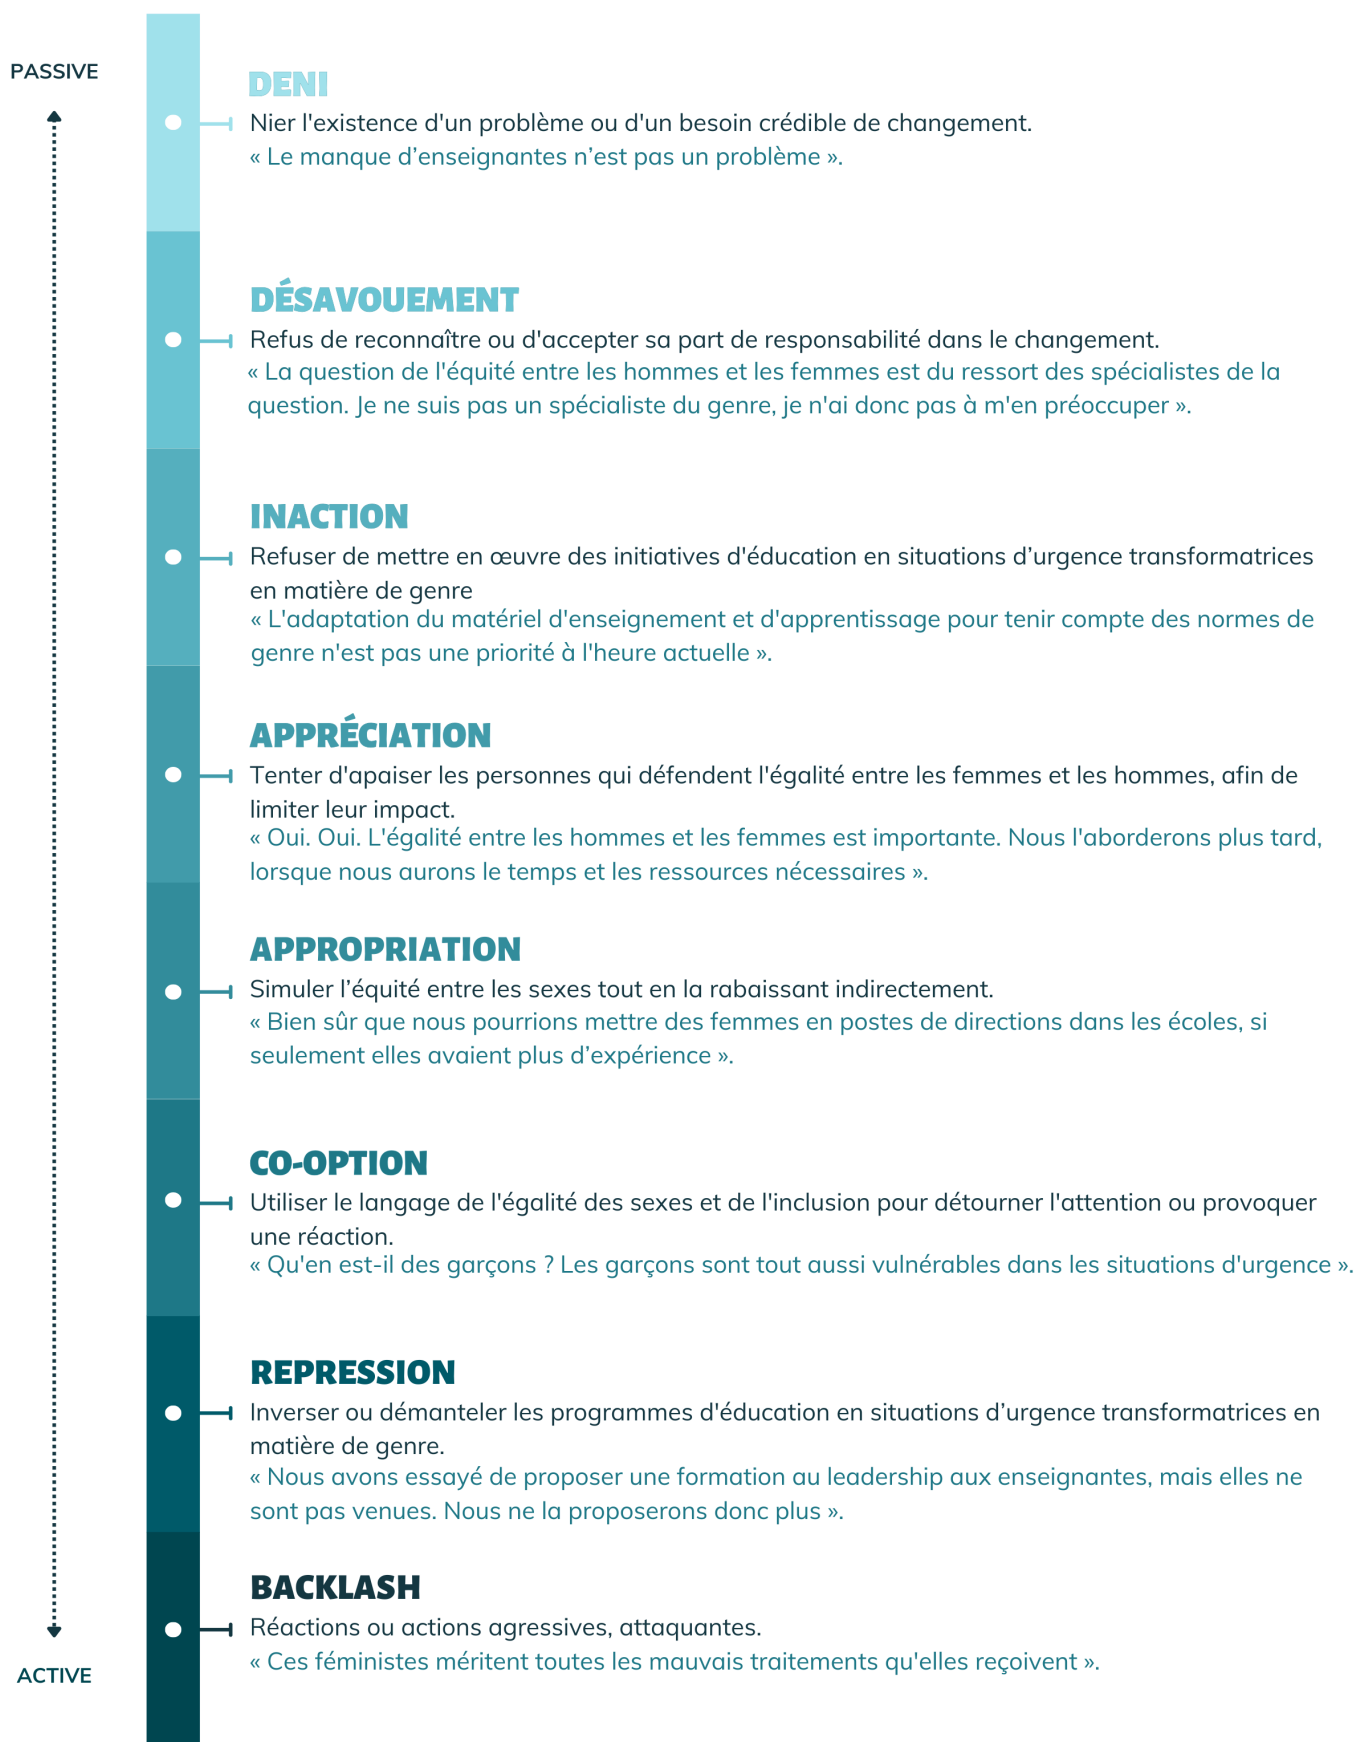 PASSIVE
DENI
Nier l'existence d'un problème ou d'un besoin crédible de changement.
« Le manque d’enseignantes n’est pas un problème ».
DÉSAVOUEMENT
Refus de reconnaître ou d'accepter sa part de responsabilité dans le changement.
« La question de l'équité entre les hommes et les femmes est du ressort des spécialistes de la
question. Je ne suis pas un spécialiste du genre, je n'ai donc pas à m'en préoccuper ».
INACTION
Refuser de mettre en œuvre des initiatives d'éducation en situations d’urgence transformatrices
en matière de genre
« L'adaptation du matériel d'enseignement et d'apprentissage pour tenir compte des normes de
genre n'est pas une priorité à l'heure actuelle ».
APPRÉCIATION
Tenter d'apaiser les personnes qui défendent l'égalité entre les femmes et les hommes, afin de
limiter leur impact.
« Oui. Oui. L'égalité entre les hommes et les femmes est importante. Nous l'aborderons plus tard,
lorsque nous aurons le temps et les ressources nécessaires ».
APPROPRIATION
Simuler l’équité entre les sexes tout en la rabaissant indirectement.
« Bien sûr que nous pourrions mettre des femmes en postes de directions dans les écoles, si
seulement elles avaient plus d’expérience ».
CO-OPTION
Utiliser le langage de l'égalité des sexes et de l'inclusion pour détourner l'attention ou provoquer
une réaction.
« Qu'en est-il des garçons ? Les garçons sont tout aussi vulnérables dans les situations d'urgence ».
REPRESSION
Inverser ou démanteler les programmes d'éducation en situations d’urgence transformatrices en
matière de genre.
« Nous avons essayé de proposer une formation au leadership aux enseignantes, mais elles ne
sont pas venues. Nous ne la proposerons donc plus ».
BACKLASH
Réactions ou actions agressives, attaquantes.
« Ces féministes méritent toutes les mauvais traitements qu'elles reçoivent ».
ACTIVE